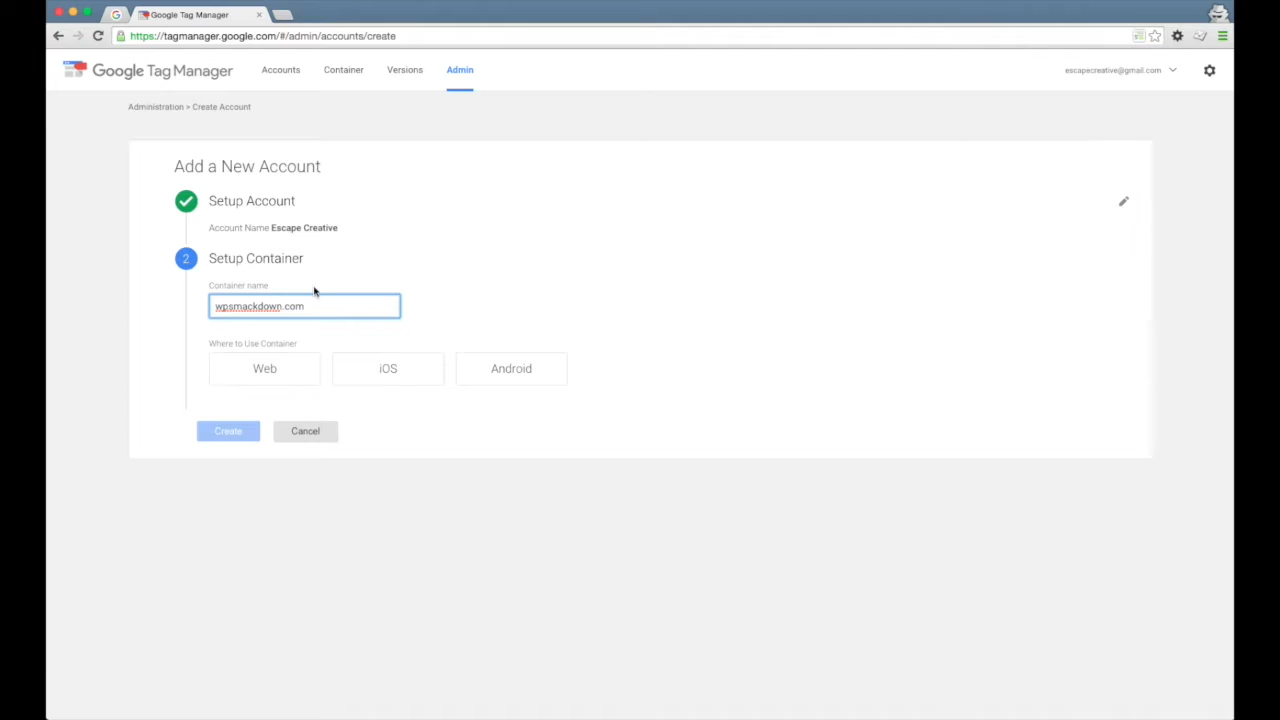 Google Tag Manager
https://tagmanager.google.com/#/admin/accounts/create
Google Tag Manager
Accounts
Container
Versions
Admin
escapecreative@gmail.com
Administration > Create Account
Add a New Account
Setup Account
Account Name Escape Creative
2
Setup Container
Container name
wpsmackdown.com
Where to Use Container
Web
iOS
Android
Create
Cancel